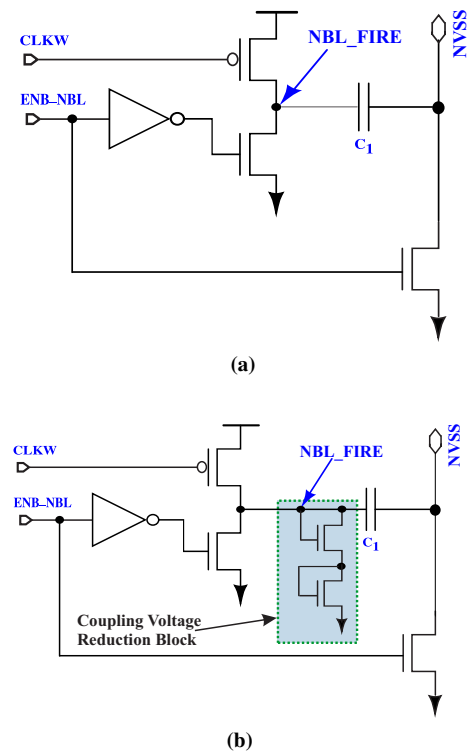 CLKW
NBL_FIRE
NVSS
ENB_NBL
C1
(a)
CLKW
NBL_FIRE
NVSS
ENB_NBL
C1
Coupling Voltage
Reduction Block
(b)